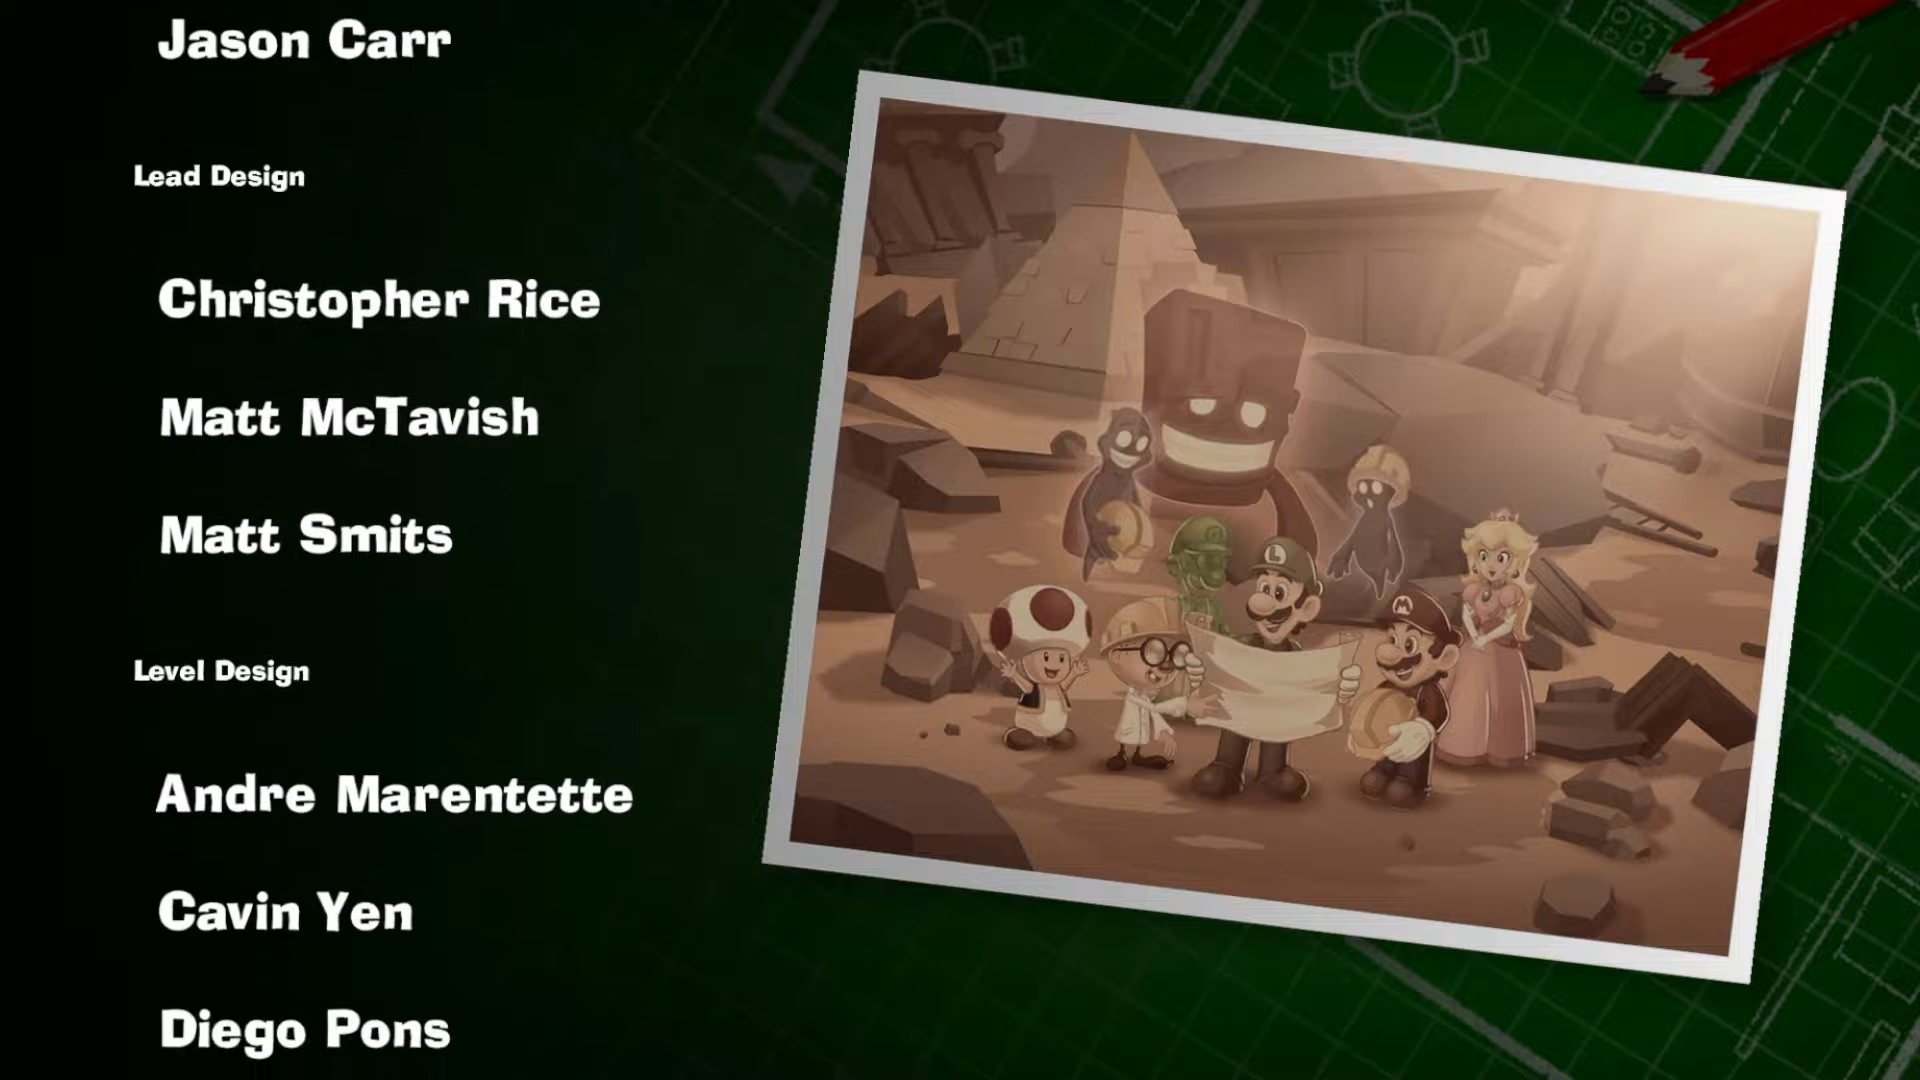 Jason Carr
Lead Design
Christopher Rice
Matt McTavish
Matt Smits
Level Design
Andre Marentette
Cavin Yen
Diego Pons
L
M